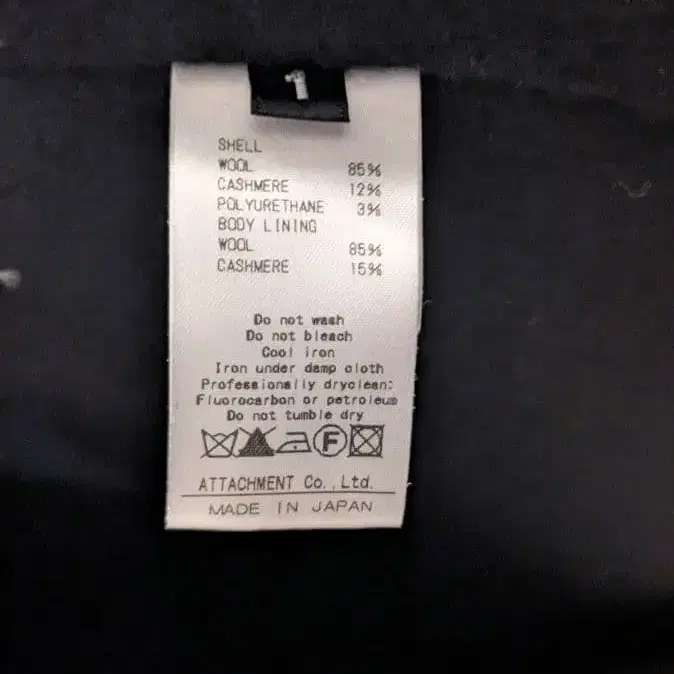 1
SHELL
WOOL 85%
CASHMERE 12%
POLYURETHANE 3%
BODY LINING
WOOL 85%
CASHMERE 15%
Do not wash
Do not bleach
Cool iron
Iron under damp cloth
Professionally dryclean:
Fluorocarbon or petroleum
Do not tumble dry
F
ATTACHMENT Co.,Ltd.
MADE IN JAPAN